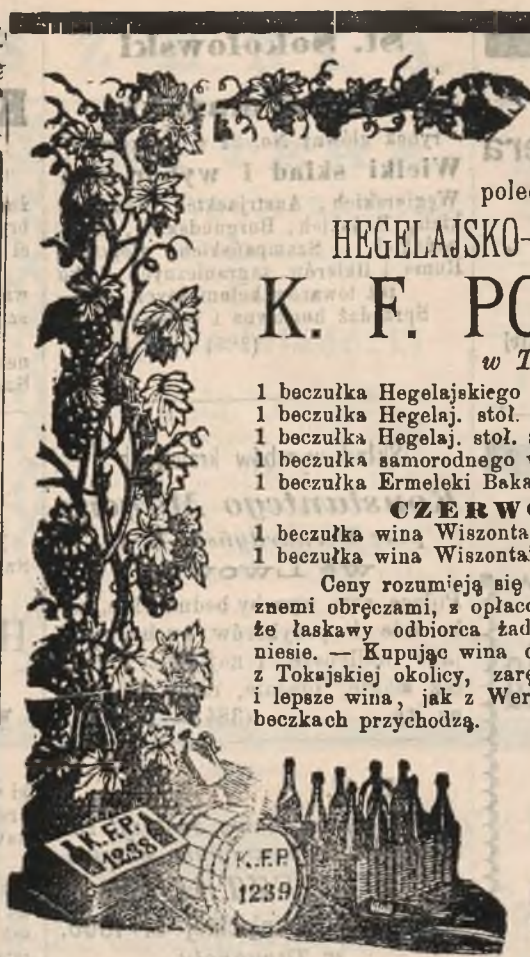 polec
HEGELAJSKO-
K. F. PO
w T
1 beczułka Hegelajskiego
1 beczułka Hegelaj. stoł.
1 beczułka Hegelaj. stoł. s
1 beczułka samorodnego
1 beczułka Ermeleki Baka
CZERWO
1 beczułka wina Wiszonta
1 beczułka wina Wiszontai
Ceny rozumieją się
znemi obręczami, z opłaco
że łaskawy odbiorca żad
niesie. — Kupując wina
z Tokajskiej okolicy, zarę
i lepsze wina, jak z Wer
beczkach przychodzą.
K.F.P.
1238
K.F.P.
1239